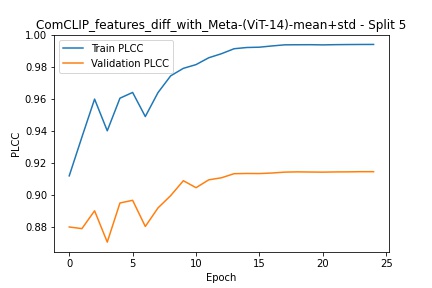 ComCLIP_features_diff_with_Meta-(ViT-14)-mean+std - Split 5
Train PLCC
Validation PLCC
PLCC
1.00
0.98
0.96
0.94
0.92
0.90
0.88
0
5
10
15
20
25
Epoch